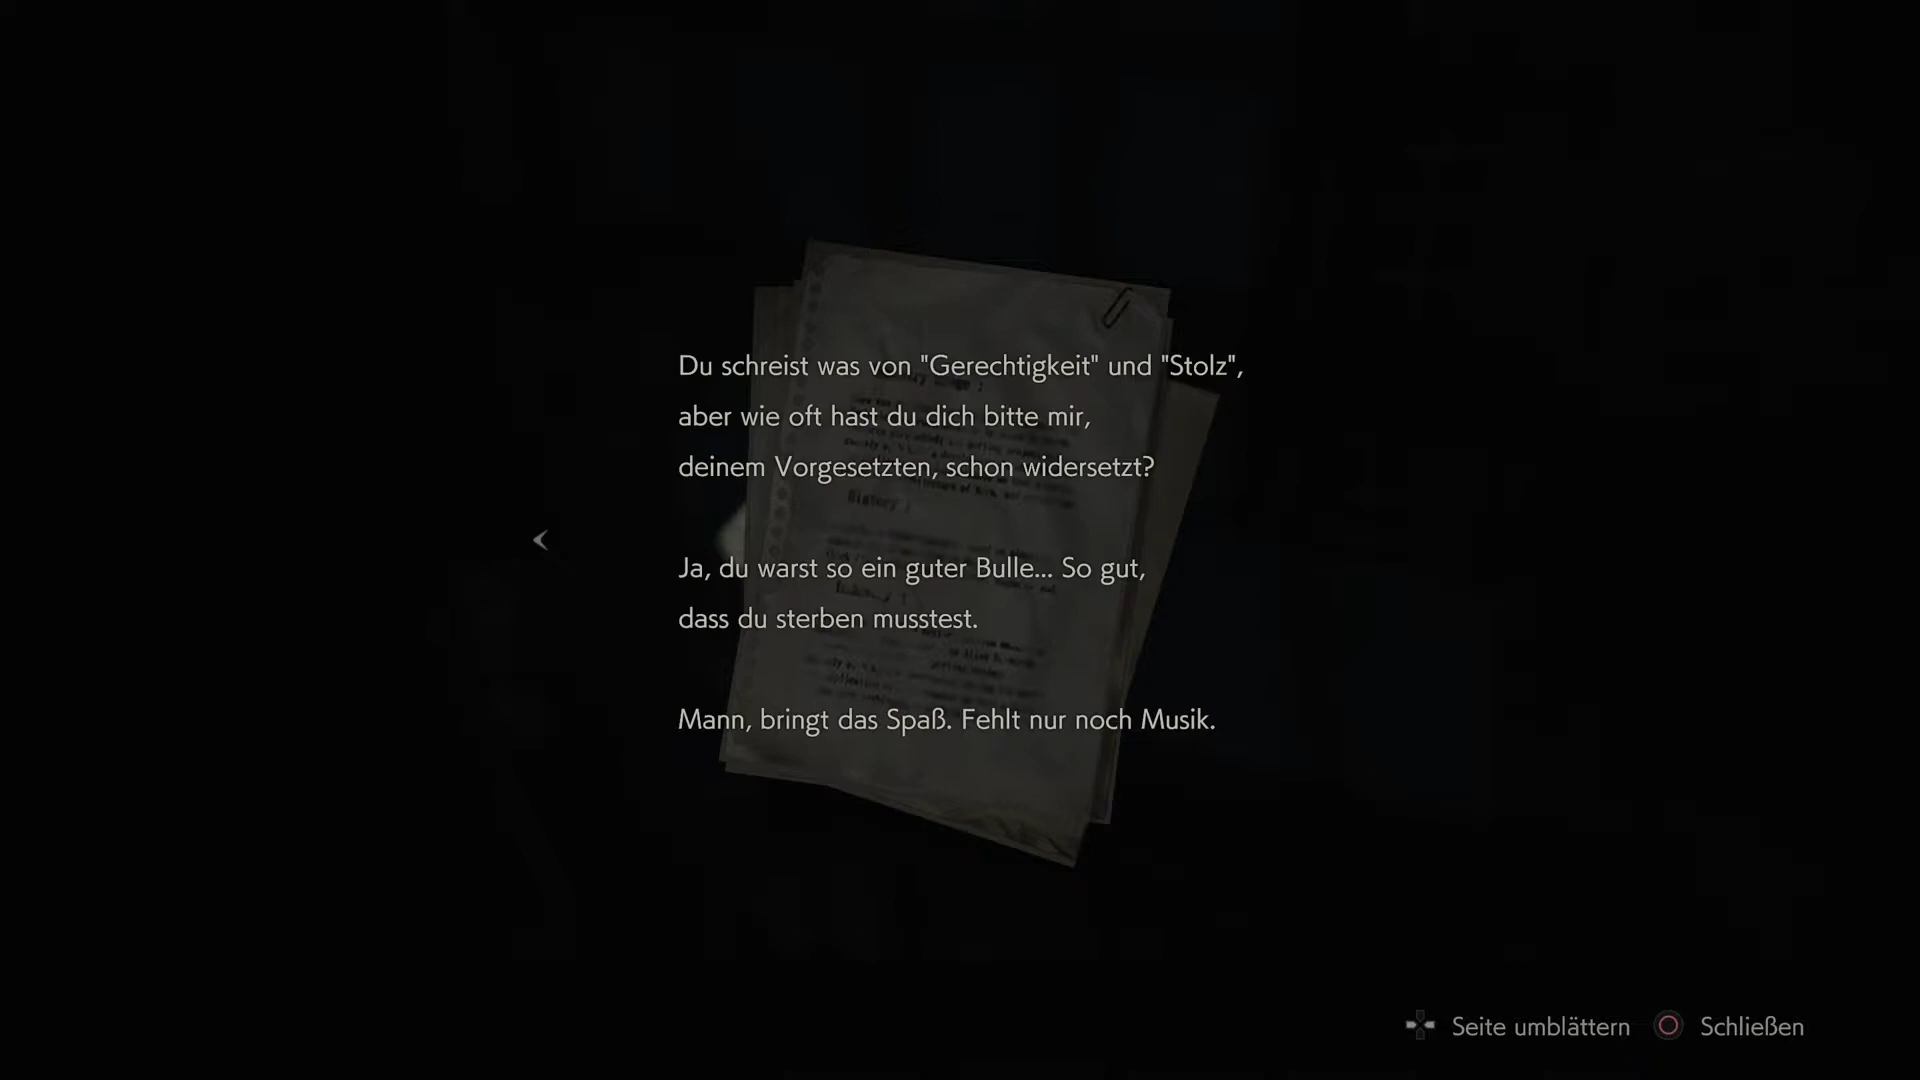 Du schreist was von "Gerechtigkeit" und "Stolz",
aber wie oft hast du dich bitte mir,
deinem Vorgesetzten, schon widersetzt?
Ja, du warst so ein guter Bulle... So gut,
dass du sterben musstest.
Mann, bringt das Spaß. Fehlt nur noch Musik.
Seite umblättern
Schließen